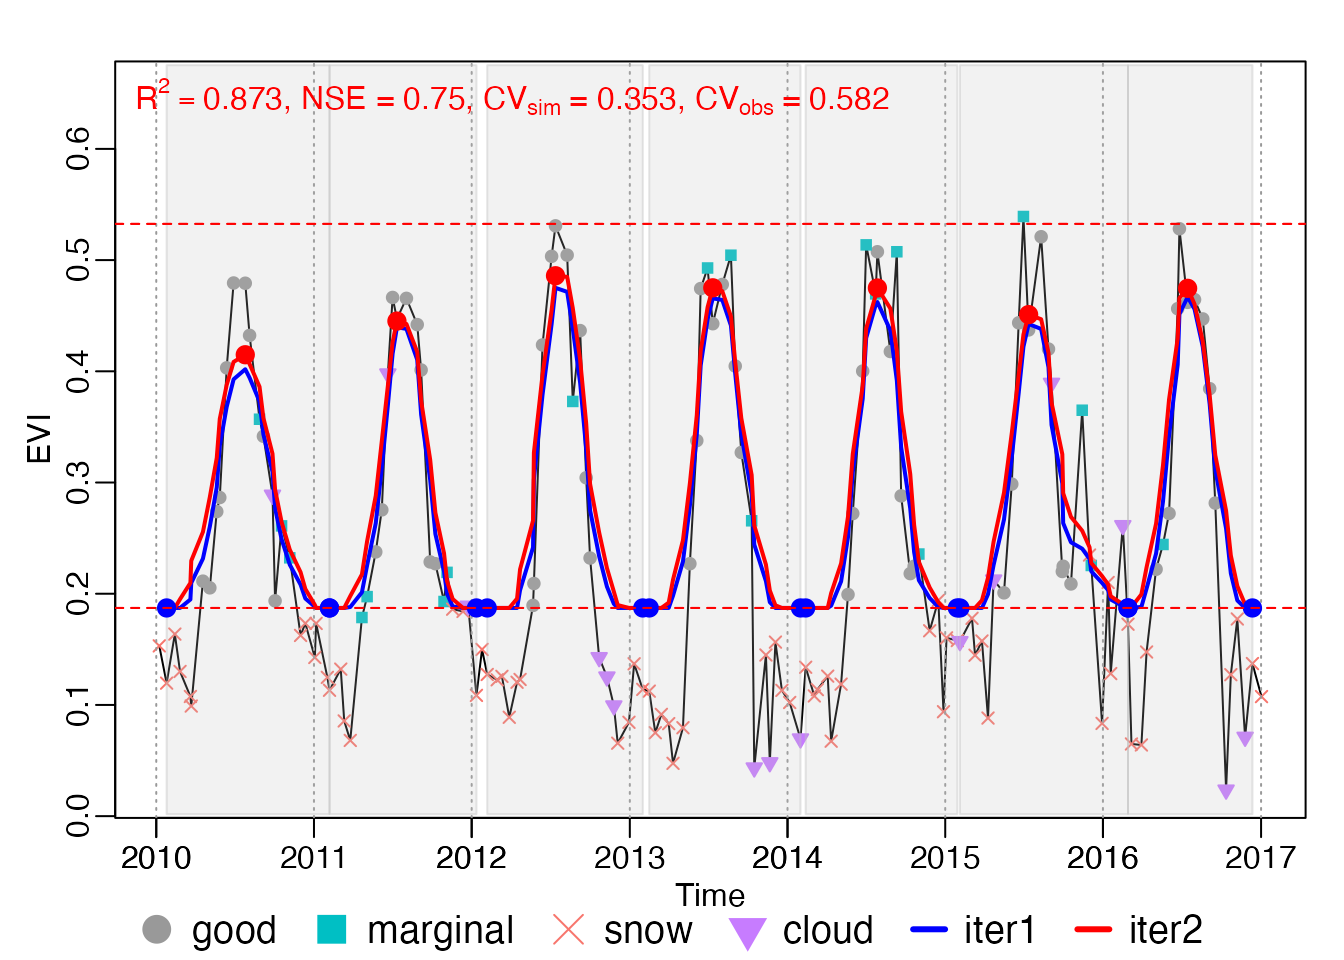 R² = 0.873, NSE = 0.75, CVsim = 0.353, CVobs = 0.582
EVI
0.6
0.5
0.4
0.3
0.2
0.1
0.0
2010 2011 2012 2013 2014 2015 2016 2017
Time
good marginal snow cloud iter1 iter2